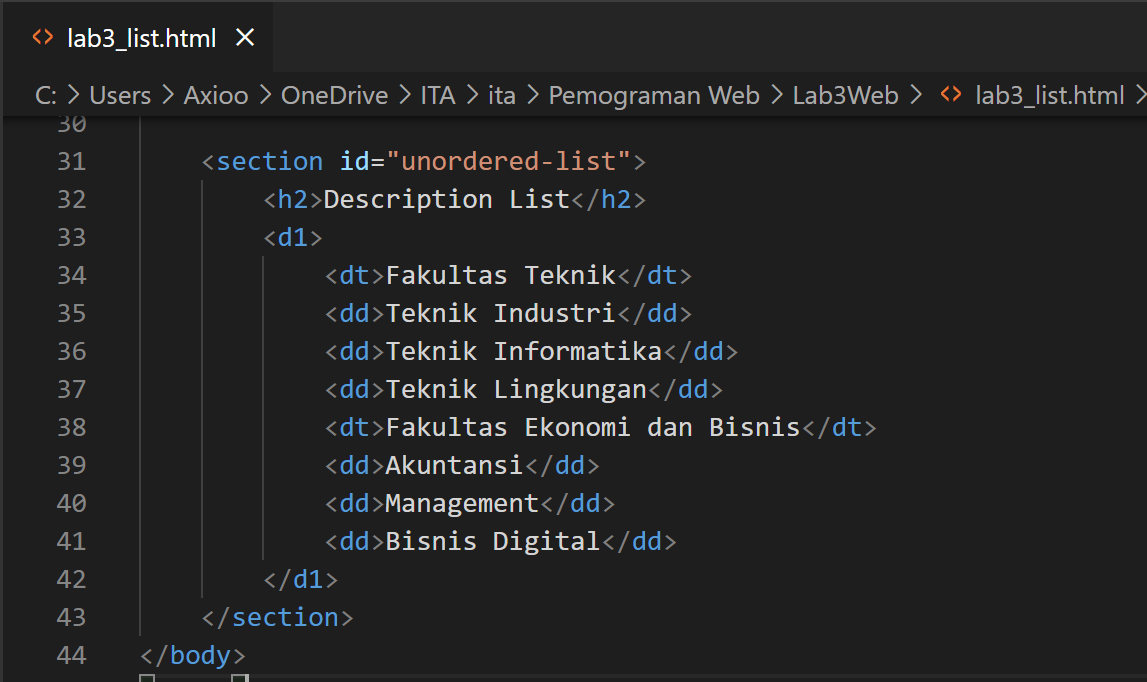 <> lab3_list.html ×
C: > Users > Axioo > OneDrive > ITA > ita > Pemograman Web > Lab3Web > <> lab3_list.html >
30
31 <section id="unordered-list">
32 <h2>Description List</h2>
33 <d1>
34 <dt>Fakultas Teknik</dt>
35 <dd>Teknik Industri</dd>
36 <dd>Teknik Informatika</dd>
37 <dd>Teknik Lingkungan</dd>
38 <dt>Fakultas Ekonomi dan Bisnis</dt>
39 <dd>Akuntansi</dd>
40 <dd>Management</dd>
41 <dd>Bisnis Digital</dd>
42 </d1>
43 </section>
44 </body>